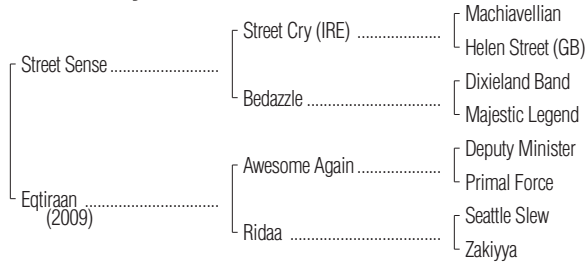 Machiavellian
Street Cry (IRE) ..................
Helen Street (GB)
Street Sense ........................
Dixieland Band
Bedazzle ..............................
Majestic Legend
Deputy Minister
Awesome Again ..................
Primal Force
Eqtiraan ..............................
(2009)
Seattle Slew
Ridaa ...................................
Zakiyya